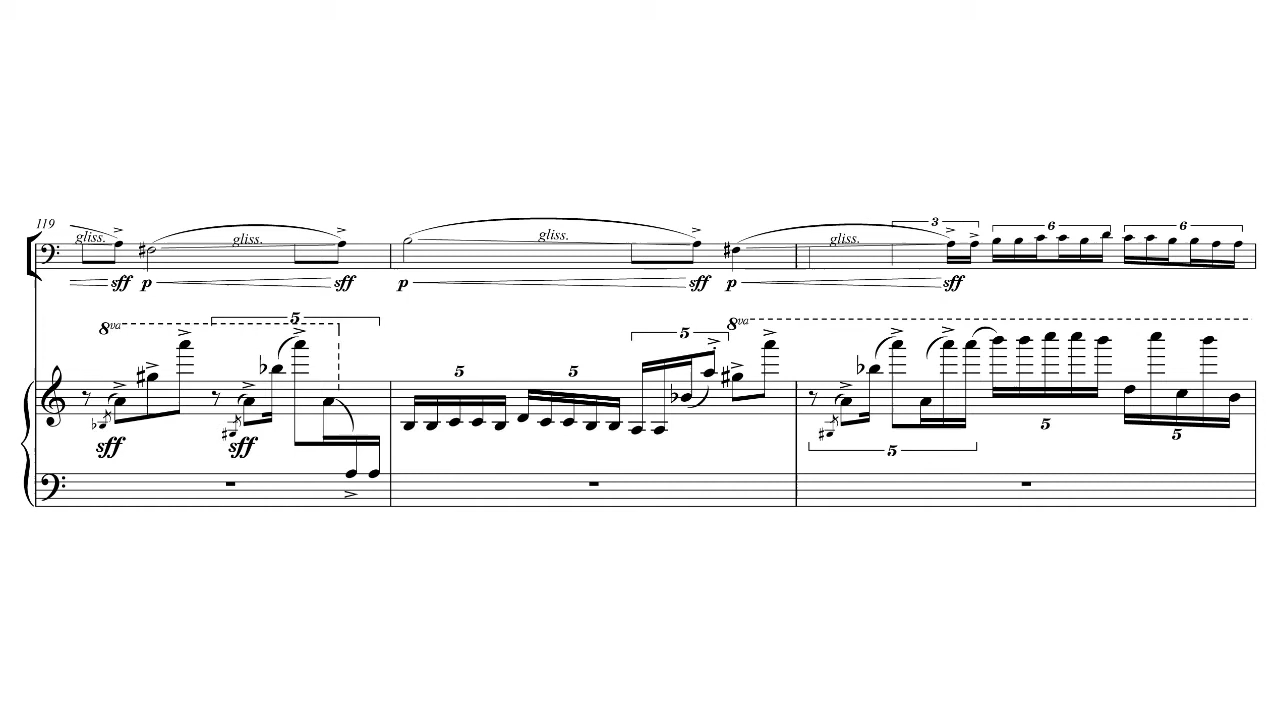 119
gliss. gliss. gliss. gliss. 3 6 6
sff p sff p sff p sff
8va 5 5 5 5 8va
sff sff 5 5 5